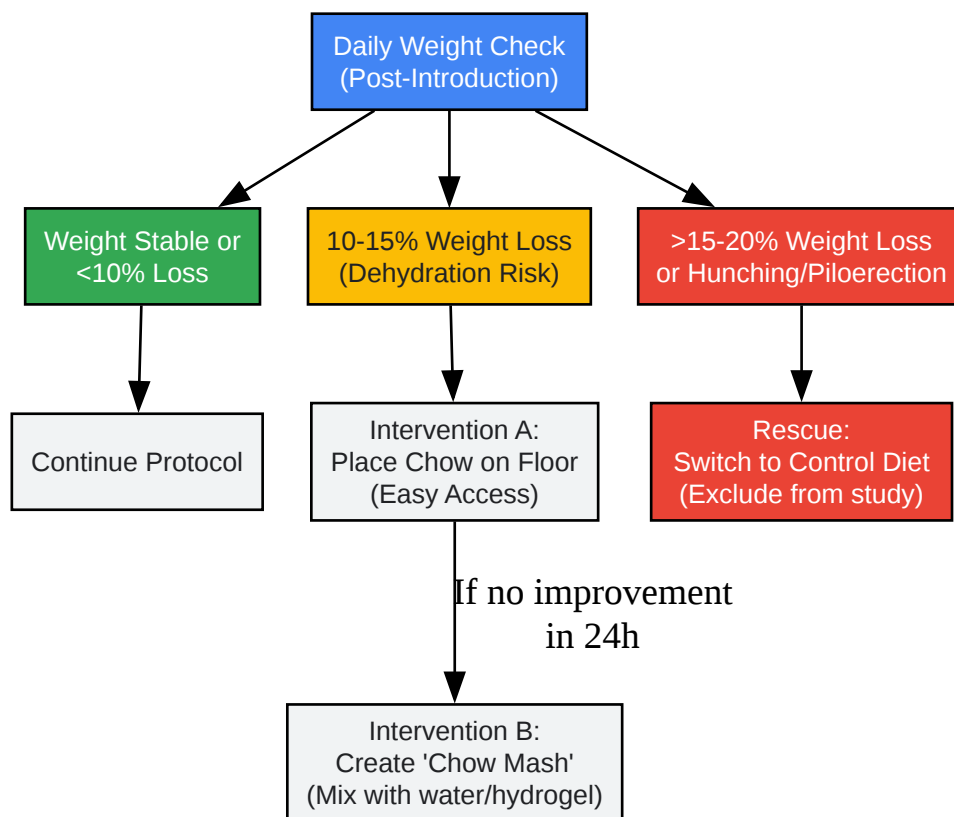 Daily Weight Check
(Post-Introduction)
Weight Stable or
<10% Loss
10-15% Weight Loss
(Dehydration Risk)
>15-20% Weight Loss
or Hunching/Piloerection
Continue Protocol
Intervention A:
Place Chow on Floor
(Easy Access)
Rescue:
Switch to Control Diet
(Exclude from study)
If no improvement
in 24h
Intervention B:
Create 'Chow Mash'
(Mix with water/hydrogel)